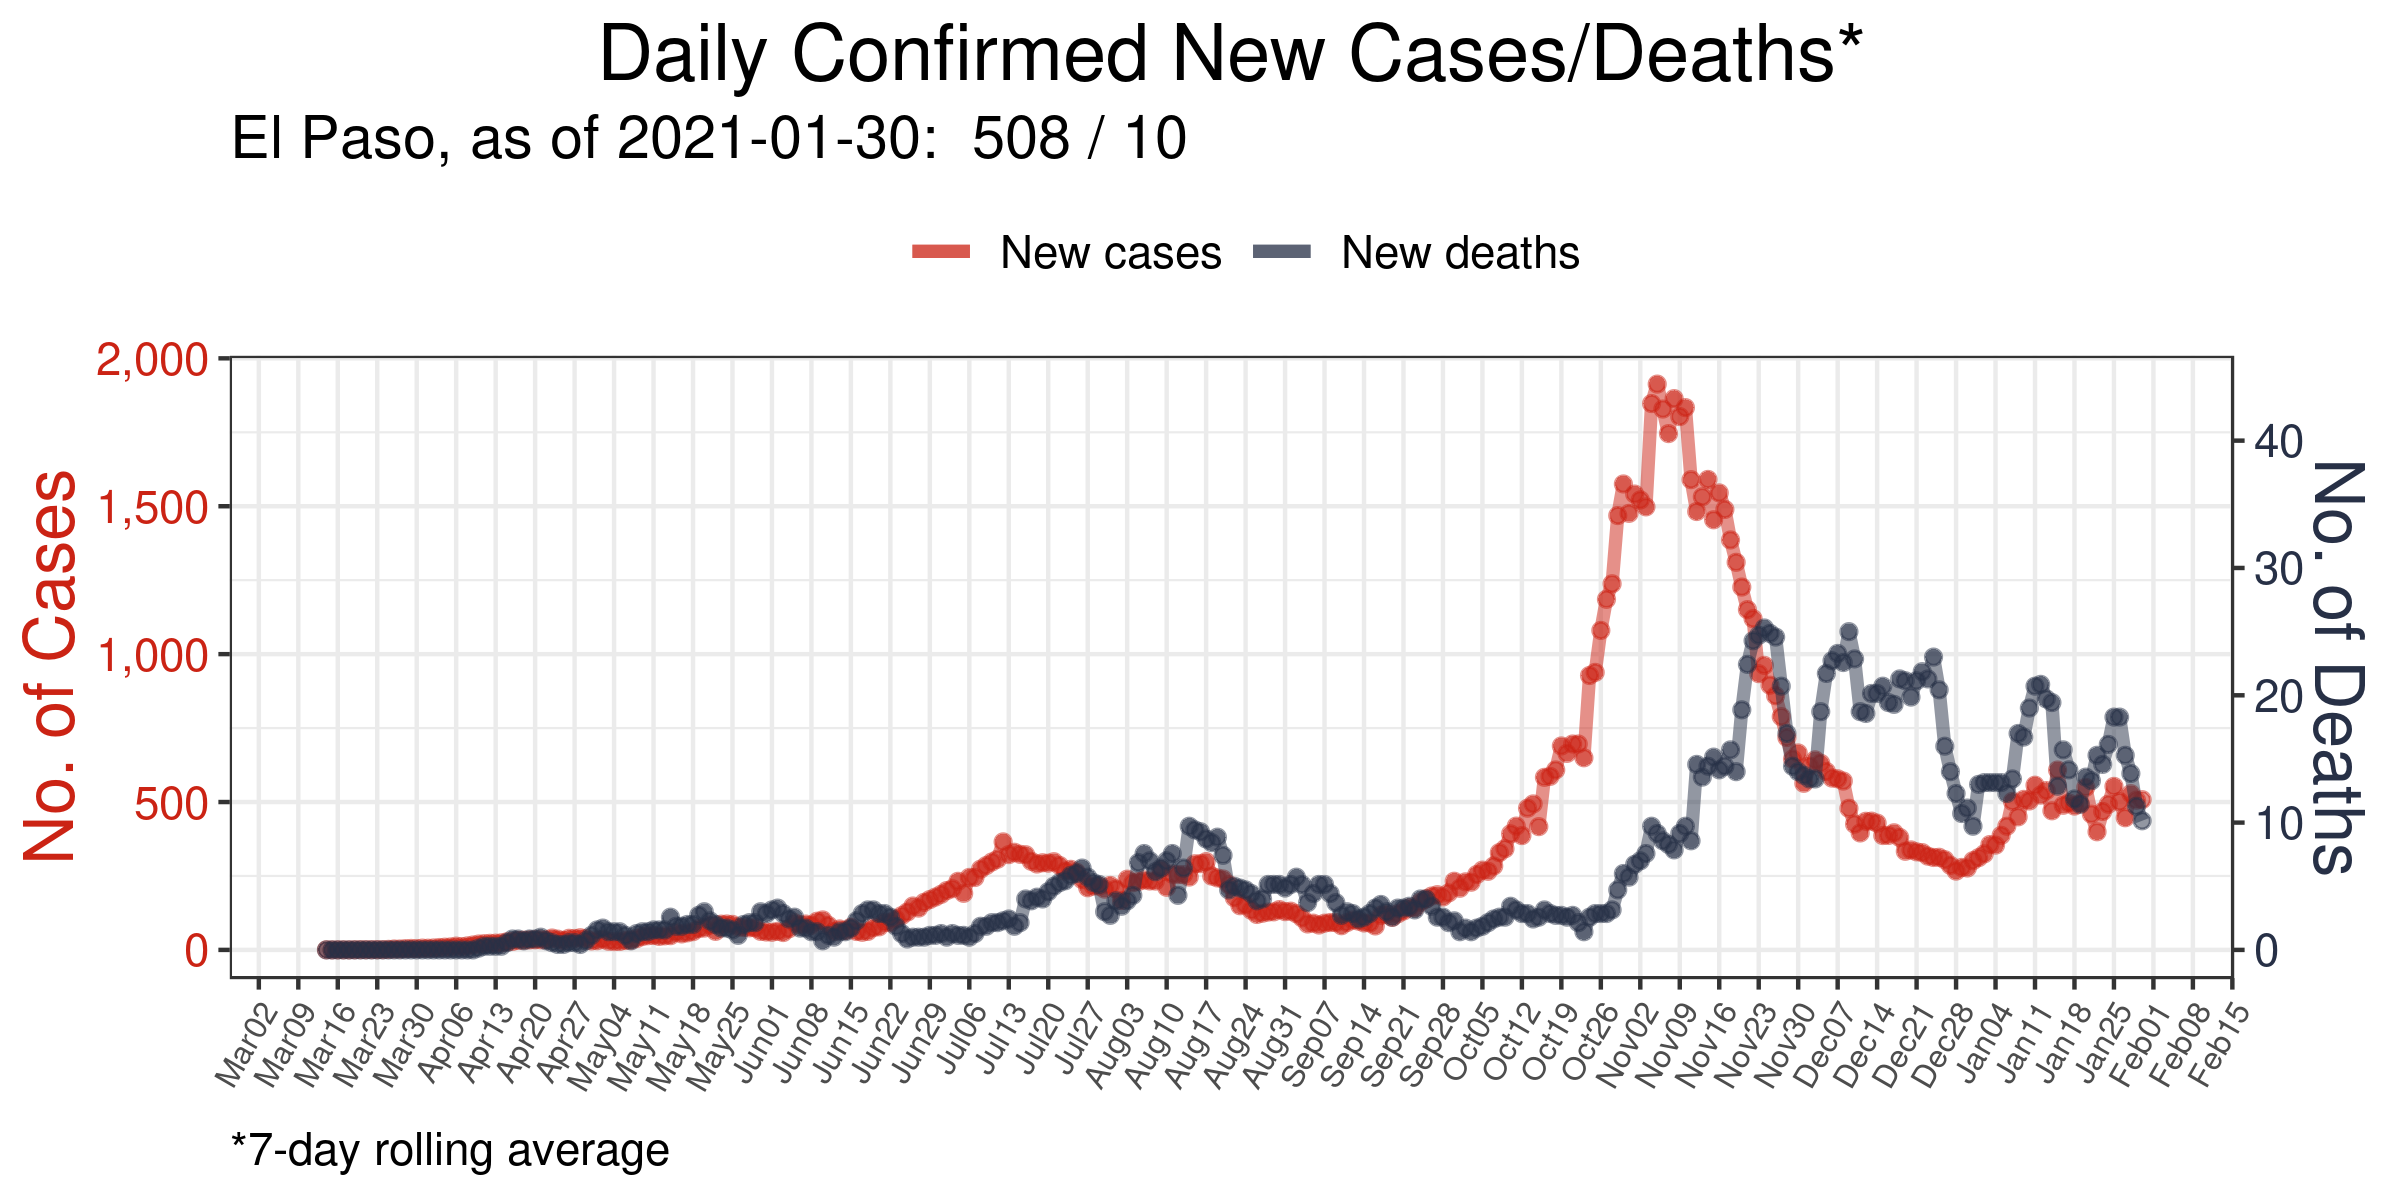 Daily Confirmed New Cases/Deaths*
El Paso, as of 2021-01-30:  508 / 10
New cases New deaths
No. of Cases
2,000
1,500
1,000
500
0
40
30
20
10
0
No. of Deaths
Mar02 Mar09 Mar16 Mar23 Mar30 Apr06 Apr13 Apr20 Apr27 May04 May11 May18 May25 Jun01 Jun08 Jun15 Jun22 Jun29 Jul06 Jul13 Jul20 Jul27 Aug03 Aug10 Aug17 Aug24 Aug31 Sep07 Sep14 Sep21 Sep28 Oct05 Oct12 Oct19 Oct26 Nov02 Nov09 Nov16 Nov23 Nov30 Nov07 Dec14 Dec21 Dec28 Dec28 Jan04 Jan11 Jan18 Jan25 Feb01 Feb08 Feb15
*7-day rolling average